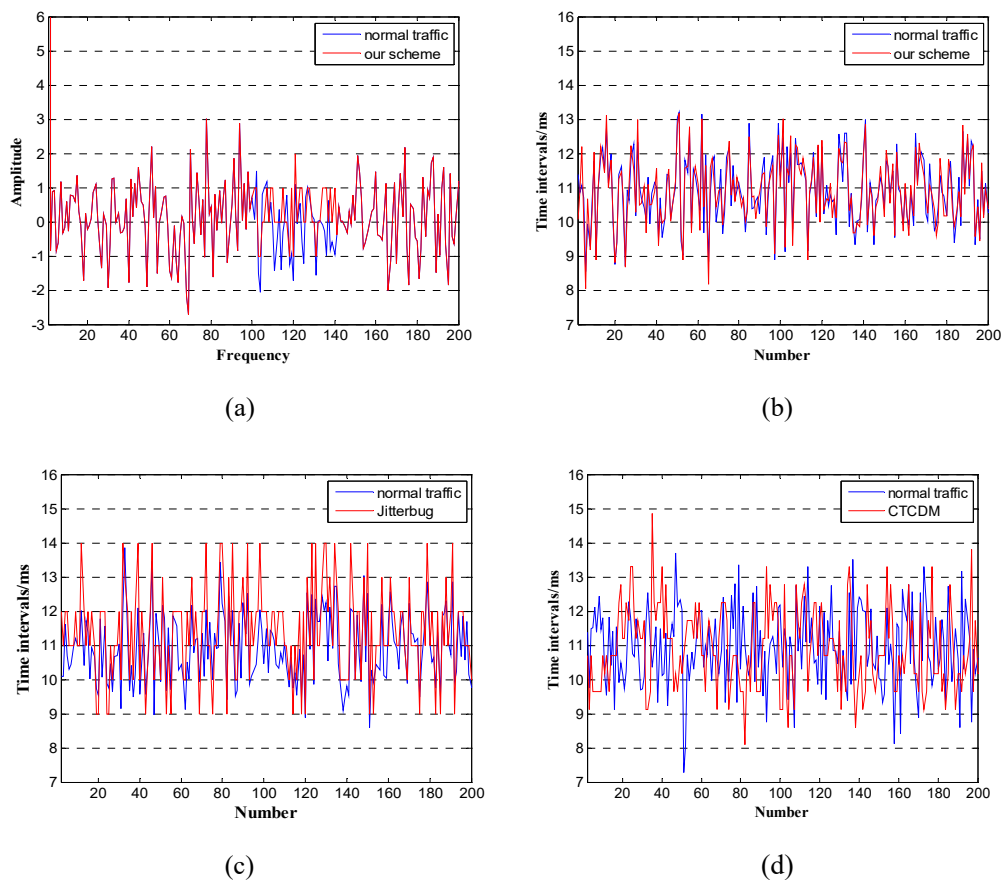 6
5
4
3
2
1
0
-1
-2
-3
Amplitude
normal traffic
our scheme
20 40 60 80 100 120 140 160 180 200
Frequency
(a)
16
15
14
13
12
11
10
9
8
7
Time intervals/ms
normal traffic
our scheme
20 40 60 80 100 120 140 160 180 200
Number
(b)
16
15
14
13
12
11
10
9
8
7
Time intervals/ms
normal traffic
Jitterbug
20 40 60 80 100 120 140 160 180 200
Number
(c)
16
15
14
13
12
11
10
9
8
7
Time intervals/ms
normal traffic
CTCDM
20 40 60 80 100 120 140 160 180 200
Number
(d)